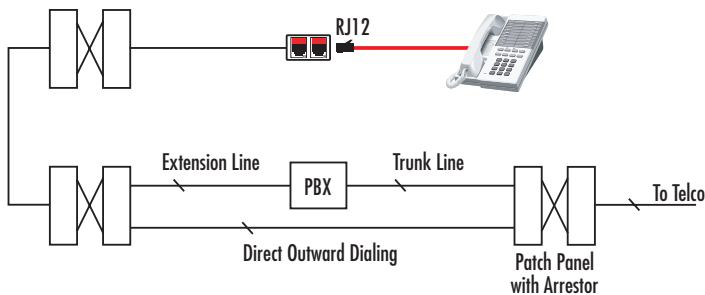 RJ12
Extension Line
PBX
Trunk Line
To Telco
Direct Outward Dialing
Patch Panel
with Arrestor